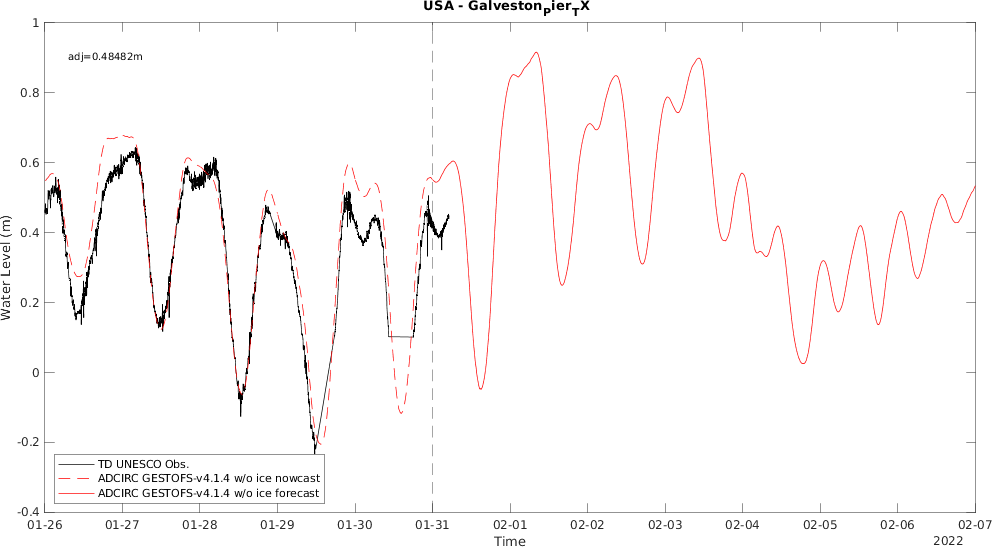 USA - GalvestonPierTX
adj=0.48482m
1
0.8
0.6
0.4
0.2
0
-0.2
-0.4
Water Level (m)
TD UNESCO Obs.
ADCIRC GESTOFS-v4.1.4 w/o ice nowcast
ADCIRC GESTOFS-v4.1.4 w/o ice forecast
01-26 01-27 01-28 01-29 01-30 01-31 02-01 02-02 02-03 02-04 02-05 02-06 02-07
Time
2022